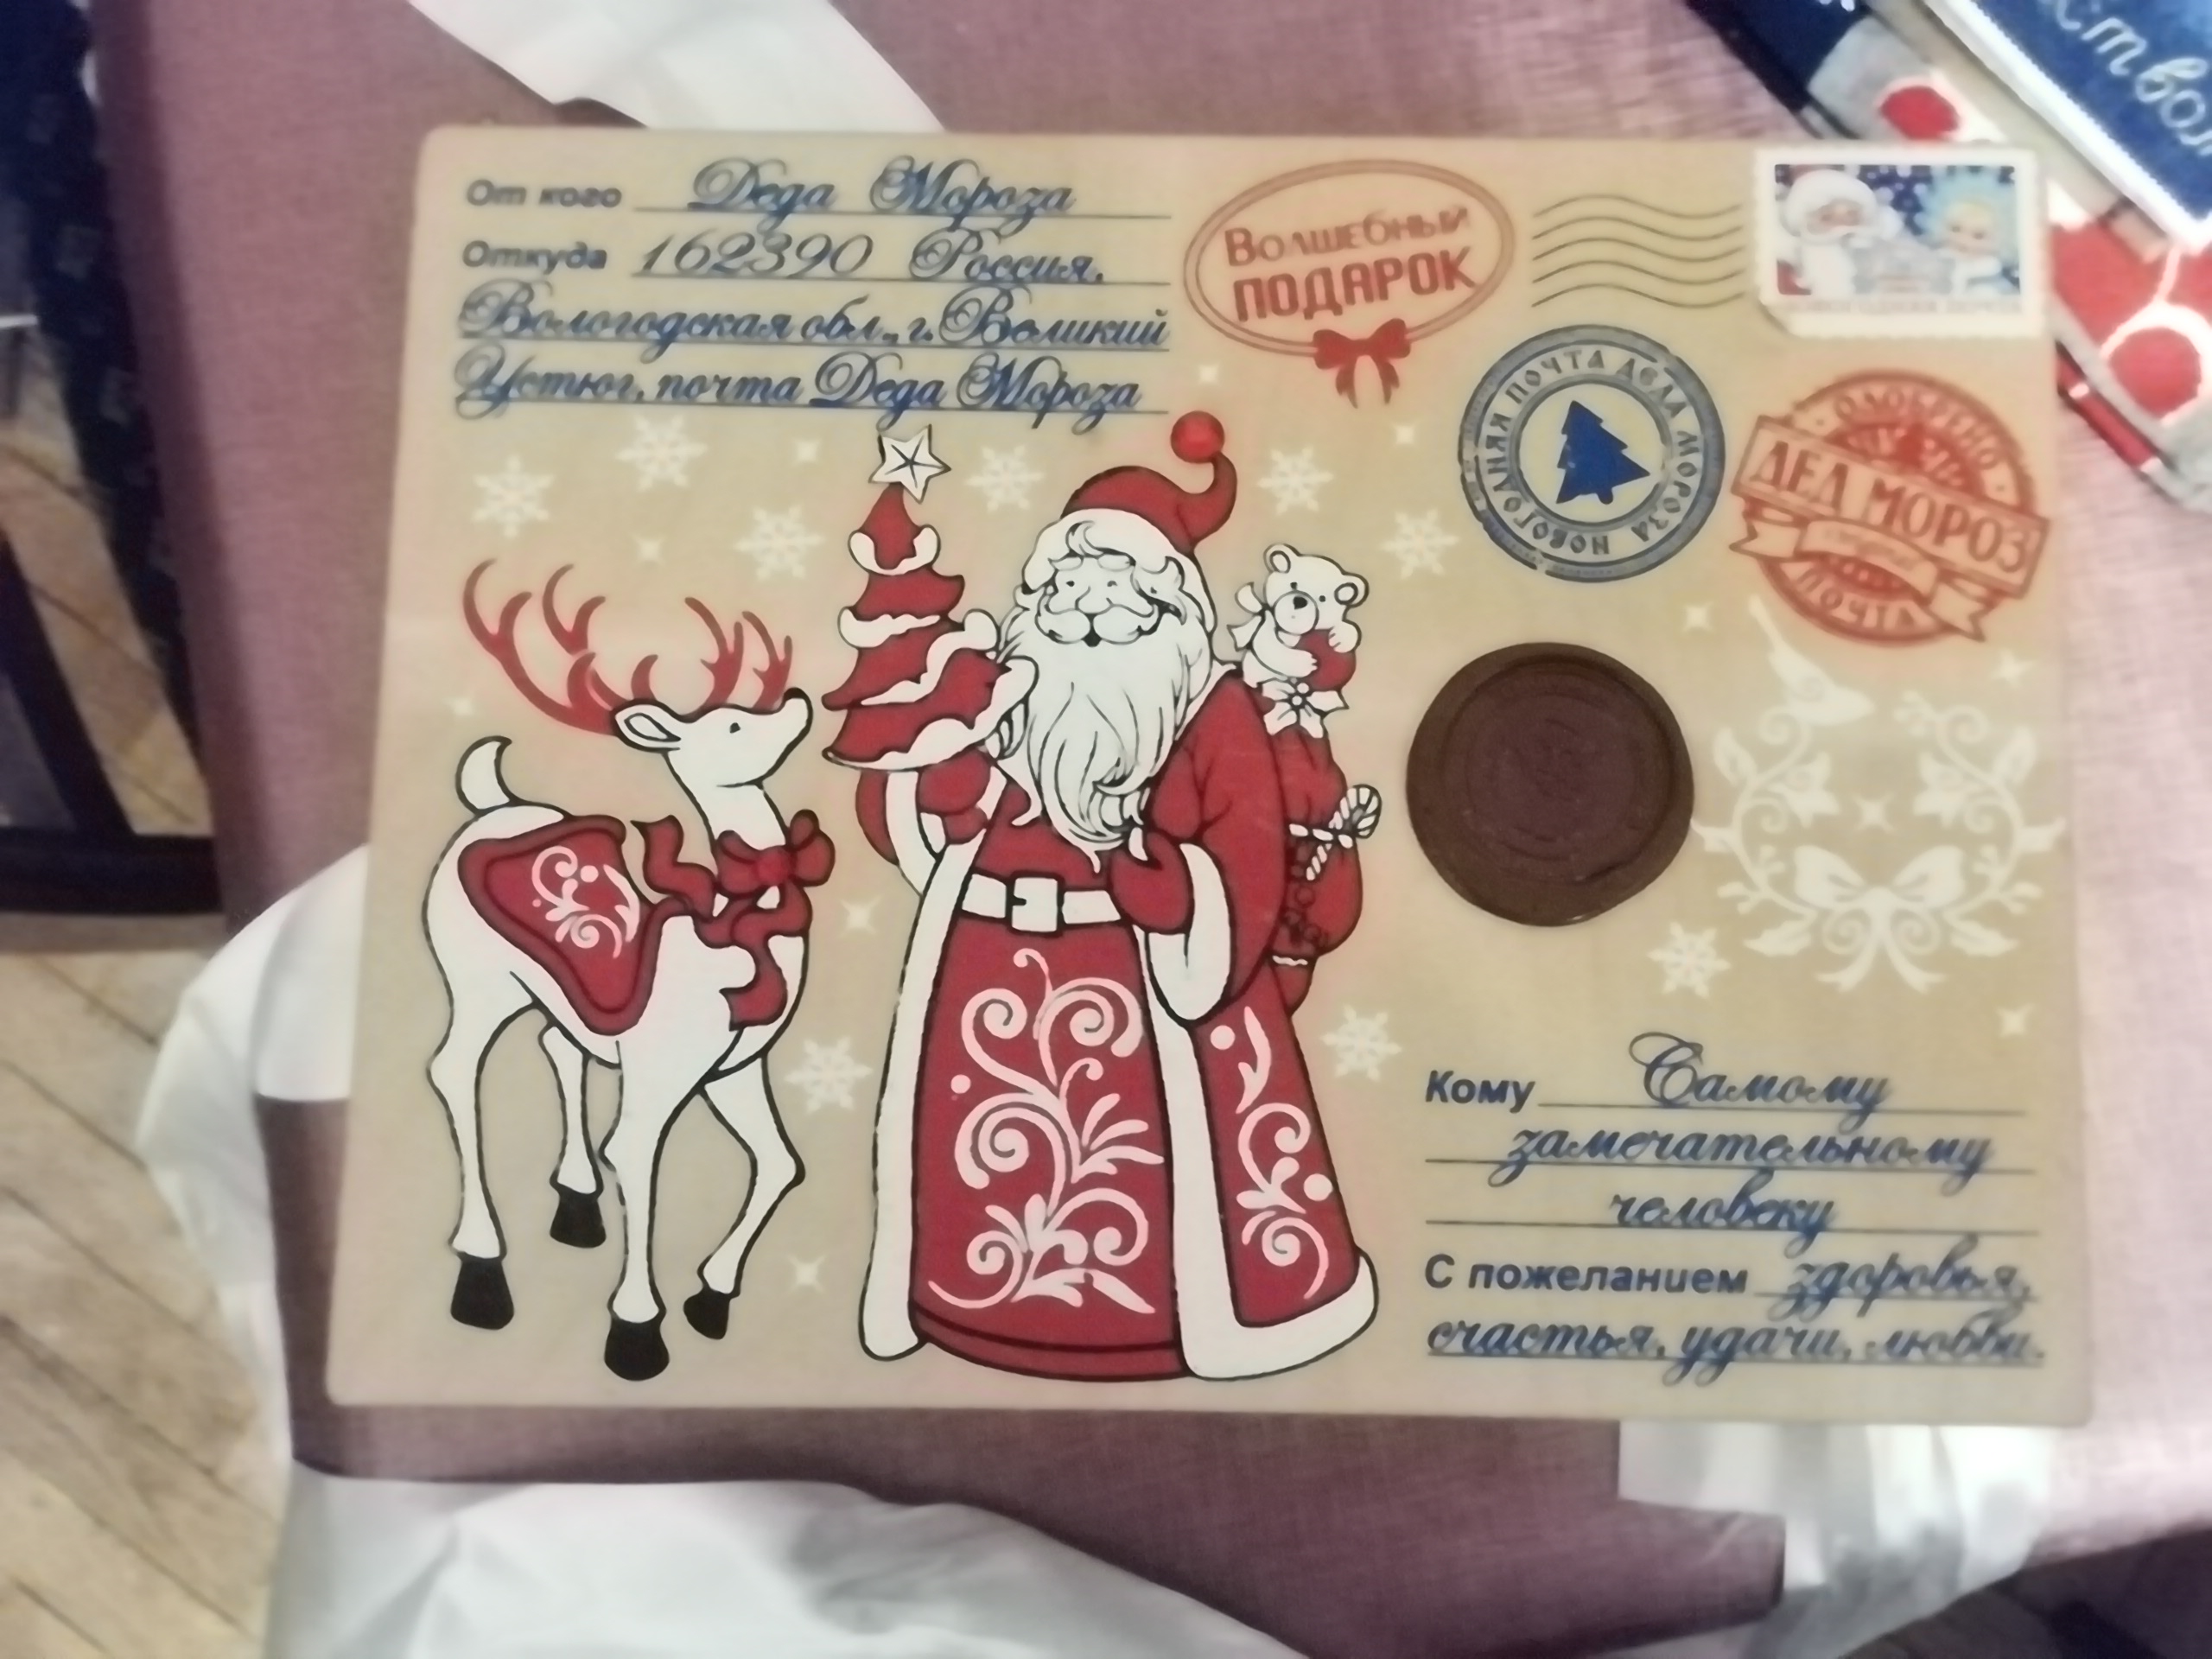 От кого Деда Мороза
Откуда 162390 Россия,
Вологодская обл., г. Великий
Устюг, почта Деда Мороза
Волшебный
ПОДАРОК
НОВОГОДНЯЯ ПОЧТА ДЕДА МОРОЗА
ОДОБРЕНО
ДЕД МОРОЗ
ПОЧТА
Кому Самому
замечательному
человеку
С пожеланием здоровья,
счастья, удачи, любви.